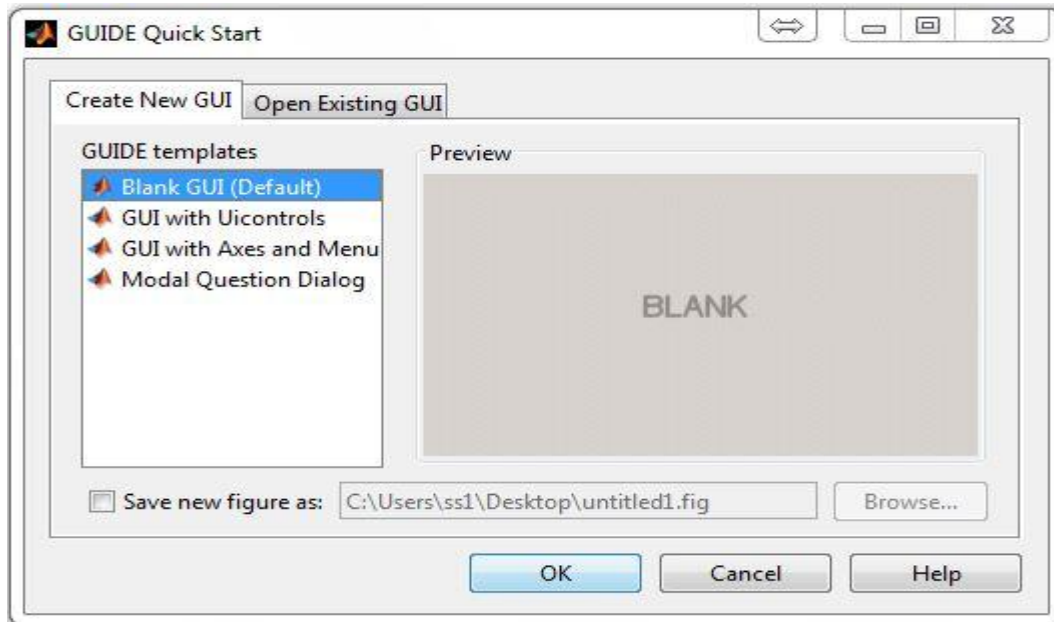 GUIDE Quick Start
Create New GUI
Open Existing GUI
GUIDE templates
Blank GUI (Default)
GUI with Uicontrols
GUI with Axes and Menu
Modal Question Dialog
Preview
BLANK
Save new figure as:
C:\Users\ss1\Desktop\untitled1.fig
Browse...
OK
Cancel
Help